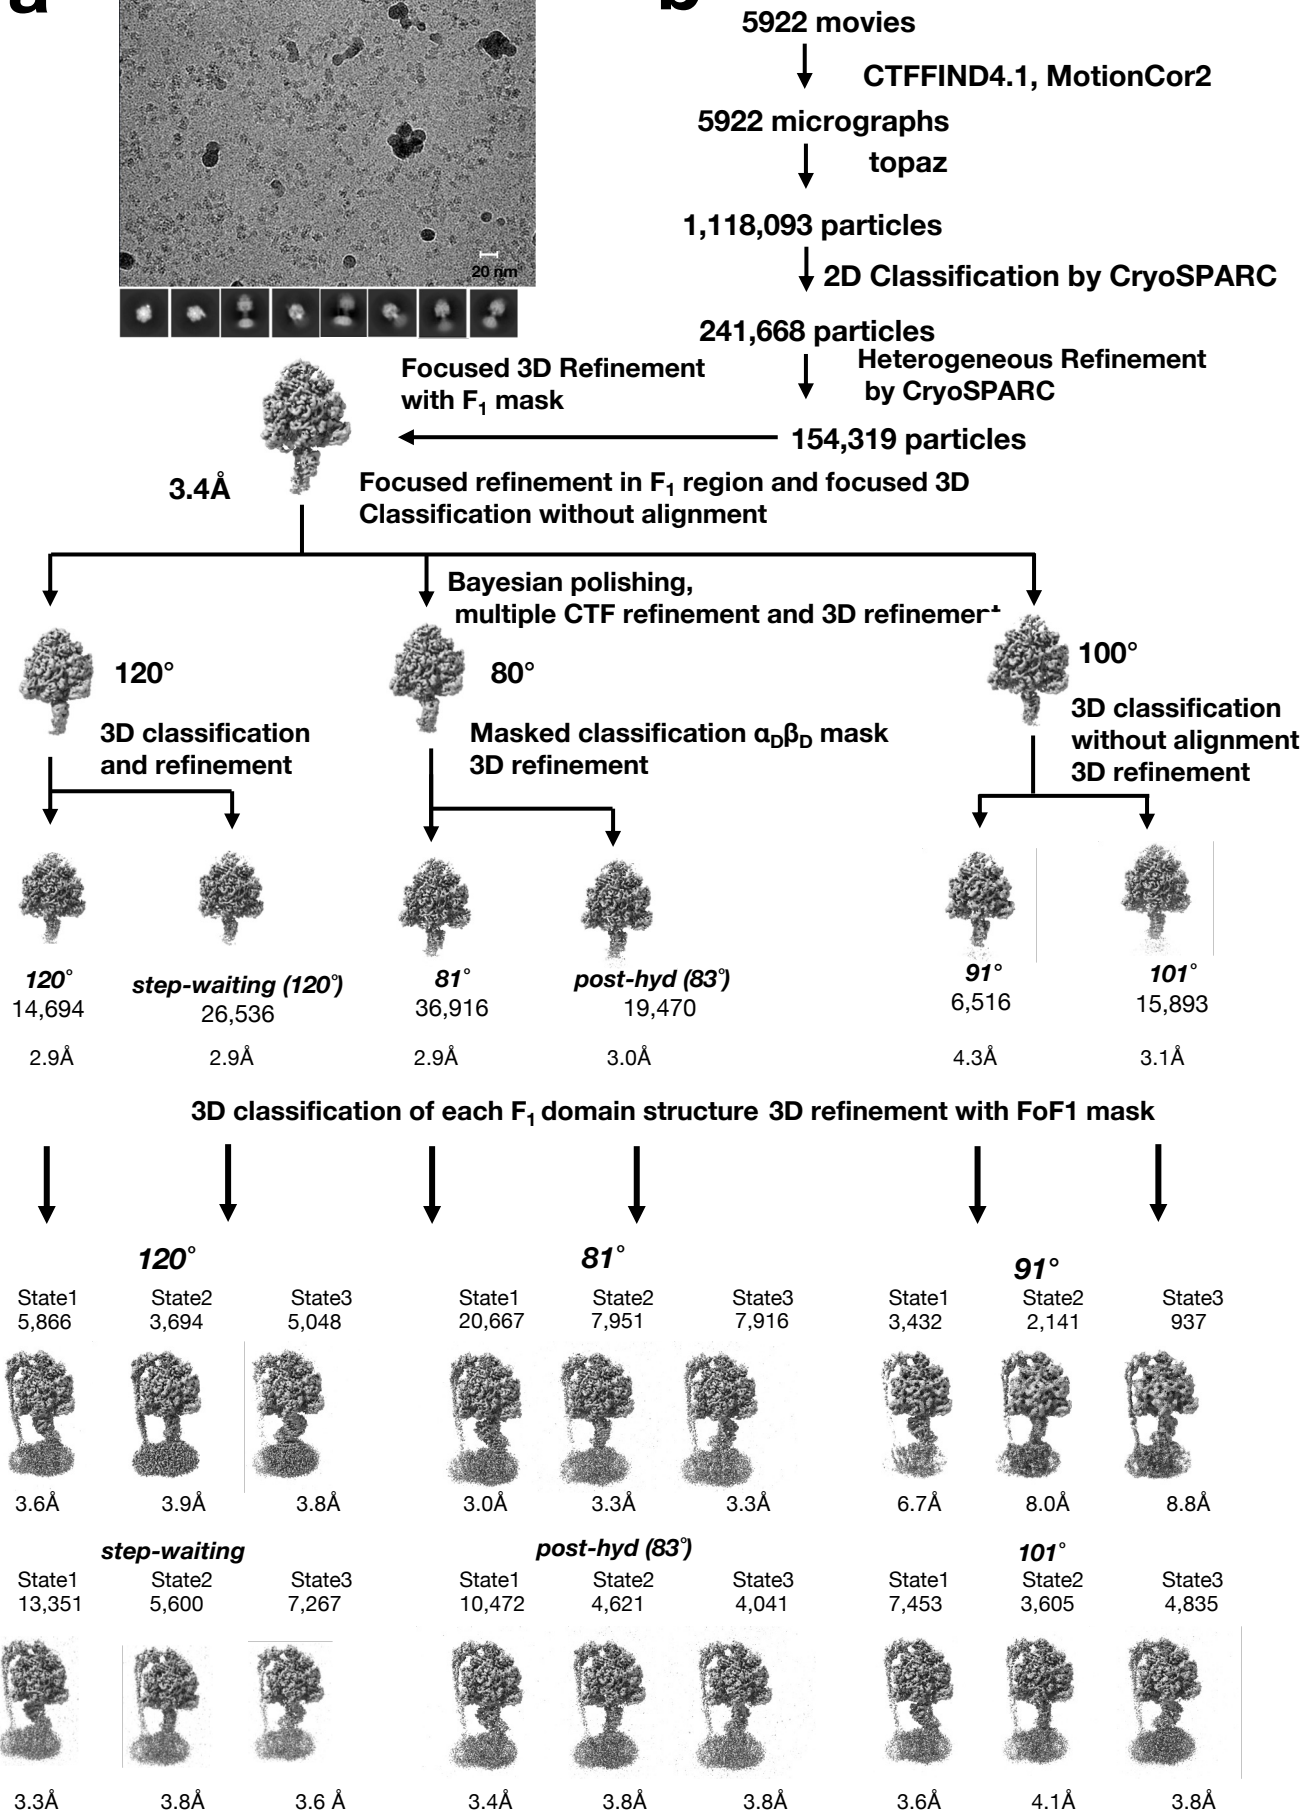 a
b
5922 movies
CTFFIND4.1, MotionCor2
5922 micrographs
topaz
1,118,093 particles
20 nm
2D Classification by CryoSPARC
241,668 particles
Heterogeneous Refinement
by CryoSPARC
Focused 3D Refinement
with F₁ mask
154,319 particles
3.4Å
Focused refinement in F₁ region and focused 3D
Classification without alignment
Bayesian polishing,
multiple CTF refinement and 3D refinement
120°
80°
100°
3D classification
and refinement
Masked classification α_Dβ_D mask
3D refinement
3D classification
without alignment
3D refinement
120°
step-waiting (120°)
81°
post-hyd (83°)
91°
101°
14,694
26,536
36,916
19,470
6,516
15,893
2.9Å
2.9Å
2.9Å
3.0Å
4.3Å
3.1Å
3D classification of each F₁ domain structure 3D refinement with FoF1 mask
120°
81°
91°
State1 State2 State3 State1 State2 State3 State1 State2 State3
5,866 3,694 5,048 20,667 7,951 7,916 3,432 2,141 937
3.6Å 3.9Å 3.8Å 3.0Å 3.3Å 3.3Å 6.7Å 8.0Å 8.8Å
step-waiting
post-hyd (83°)
101°
State1 State2 State3 State1 State2 State3 State1 State2 State3
13,351 5,600 7,267 10,472 4,621 4,041 7,453 3,605 4,835
3.3Å 3.8Å 3.6 Å 3.4Å 3.8Å 3.8Å 3.6Å 4.1Å 3.8Å